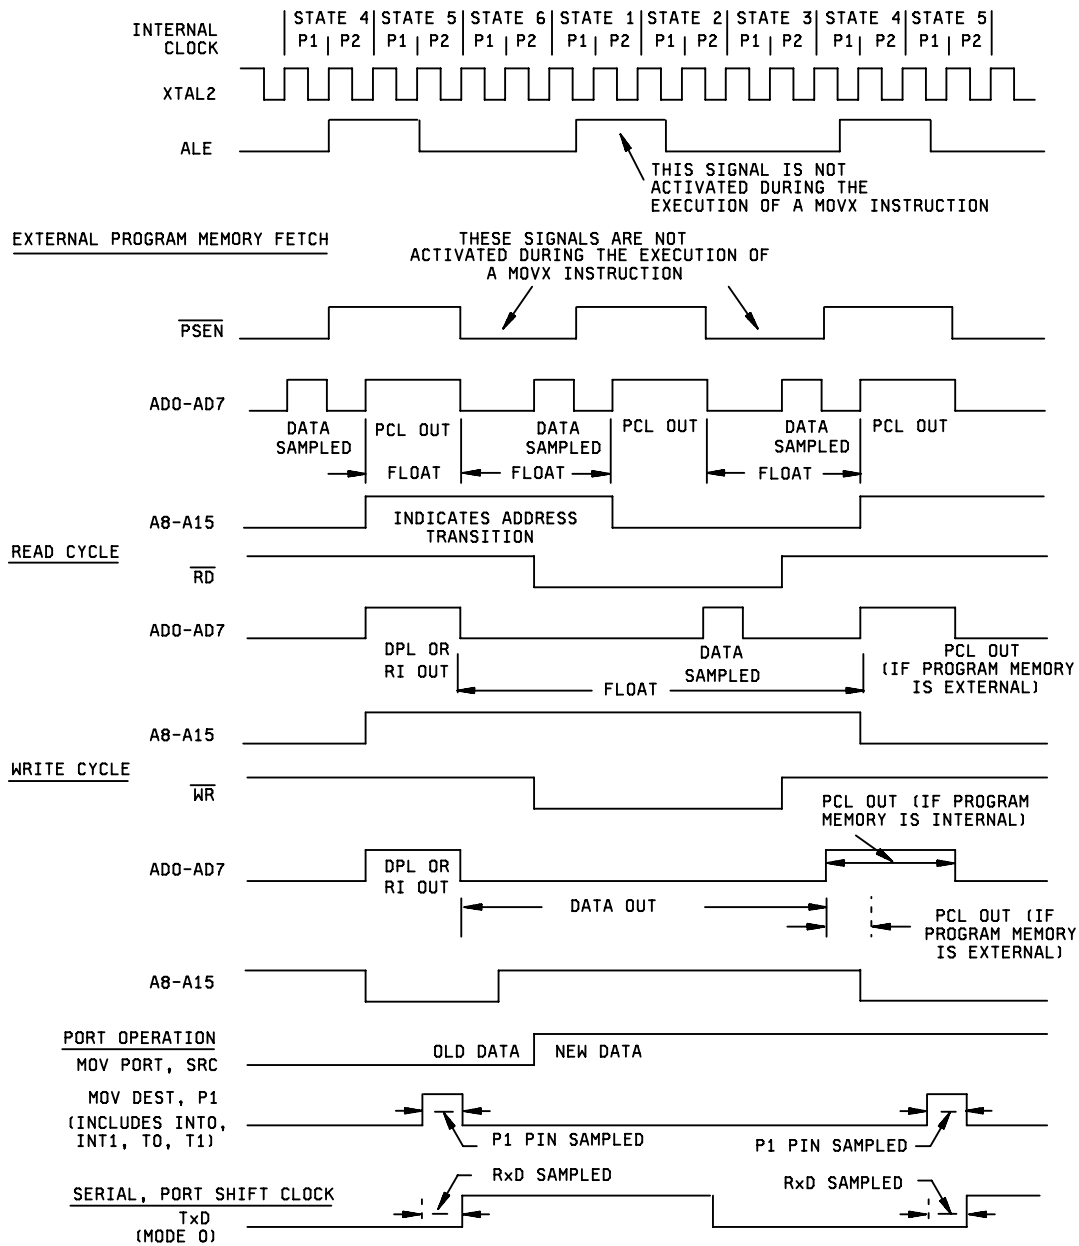 INTERNAL
CLOCK
STATE 4 STATE 5 STATE 6 STATE 1 STATE 2 STATE 3 STATE 4 STATE 5
P1 P2 P1 P2 P1 P2 P1 P2 P1 P2 P1 P2 P1 P2 P1 P2
XTAL2
ALE
THIS SIGNAL IS NOT
ACTIVATED DURING THE
EXECUTION OF A MOVX INSTRUCTION
EXTERNAL PROGRAM MEMORY FETCH
THESE SIGNALS ARE NOT
ACTIVATED DURING THE EXECUTION OF
A MOVX INSTRUCTION
PSEN
AD0-AD7
DATA
SAMPLED
PCL OUT
DATA
SAMPLED
PCL OUT
DATA
SAMPLED
PCL OUT
FLOAT FLOAT FLOAT
A8-A15
INDICATES ADDRESS
TRANSITION
READ CYCLE
RD
AD0-AD7
DPL OR
RI OUT
DATA
SAMPLED
PCL OUT
(IF PROGRAM MEMORY
IS EXTERNAL)
FLOAT
A8-A15
WRITE CYCLE
WR
PCL OUT (IF PROGRAM
MEMORY IS INTERNAL)
AD0-AD7
DPL OR
RI OUT
DATA OUT
PCL OUT (IF
PROGRAM MEMORY
IS EXTERNAL)
A8-A15
PORT OPERATION
MOV PORT, SRC
OLD DATA NEW DATA
MOV DEST, P1
(INCLUDES INT0,
INT1, T0, T1)
P1 PIN SAMPLED
P1 PIN SAMPLED
RxD SAMPLED
RxD SAMPLED
SERIAL, PORT SHIFT CLOCK
TxD
(MODE 0)